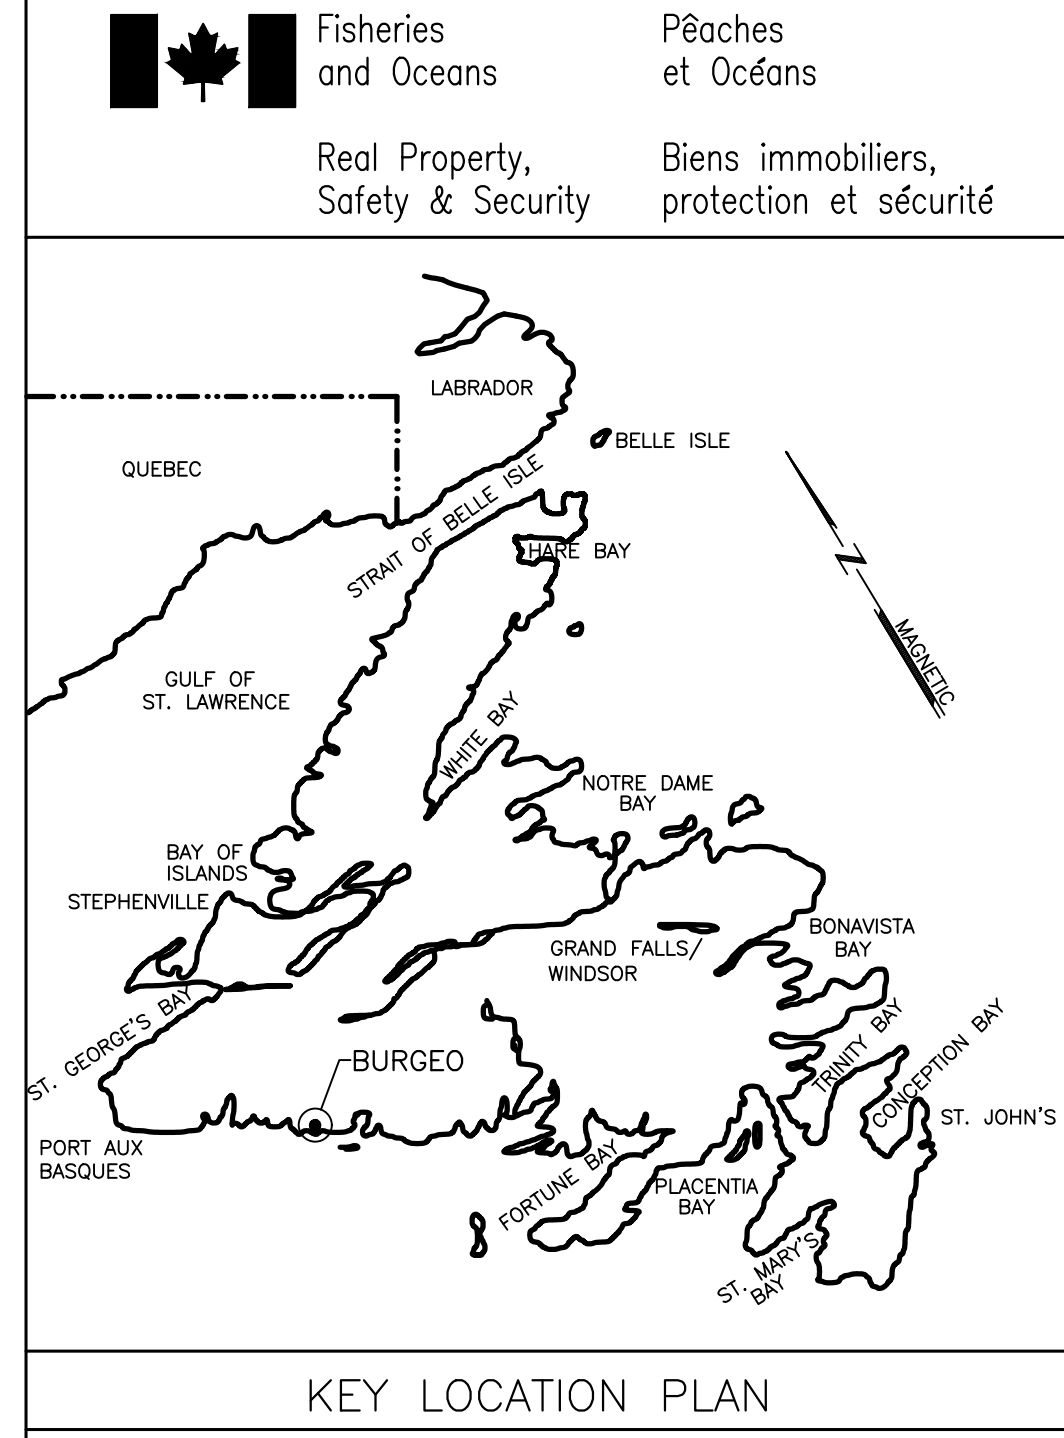 Fisheries
and Oceans
Pêaches
et Océans
Real Property,
Safety & Security
Biens immobiliers,
protection et sécurité
LABRADOR
BELLE ISLE
QUEBEC
STRAIT OF BELLE ISLE
HARE BAY
MAGNETIC
GULF OF
ST. LAWRENCE
WHITE BAY
NOTRE DAME
BAY
BAY OF
ISLANDS
STEPHENVILLE
BONAVISTA
BAY
GRAND FALLS/
WINDSOR
ST. GEORGE'S BAY
TRINITY BAY
CONCEPTION BAY
BURGEO
ST. JOHN'S
PORT AUX
BASQUES
FORTUNE BAY
PLACENTIA
BAY
ST. MARY'S
BAY
KEY LOCATION PLAN